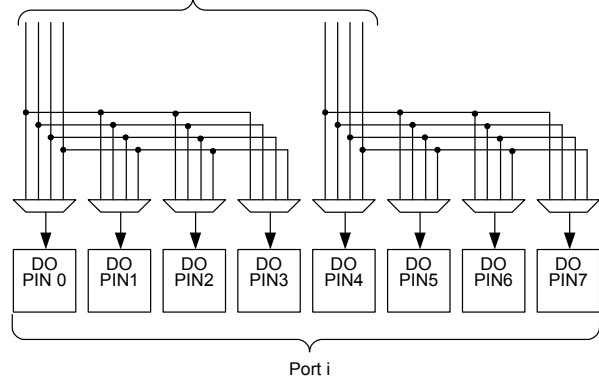 DO
PIN 0
DO
PIN1
DO
PIN2
DO
PIN3
DO
PIN4
DO
PIN5
DO
PIN6
DO
PIN7
Port i